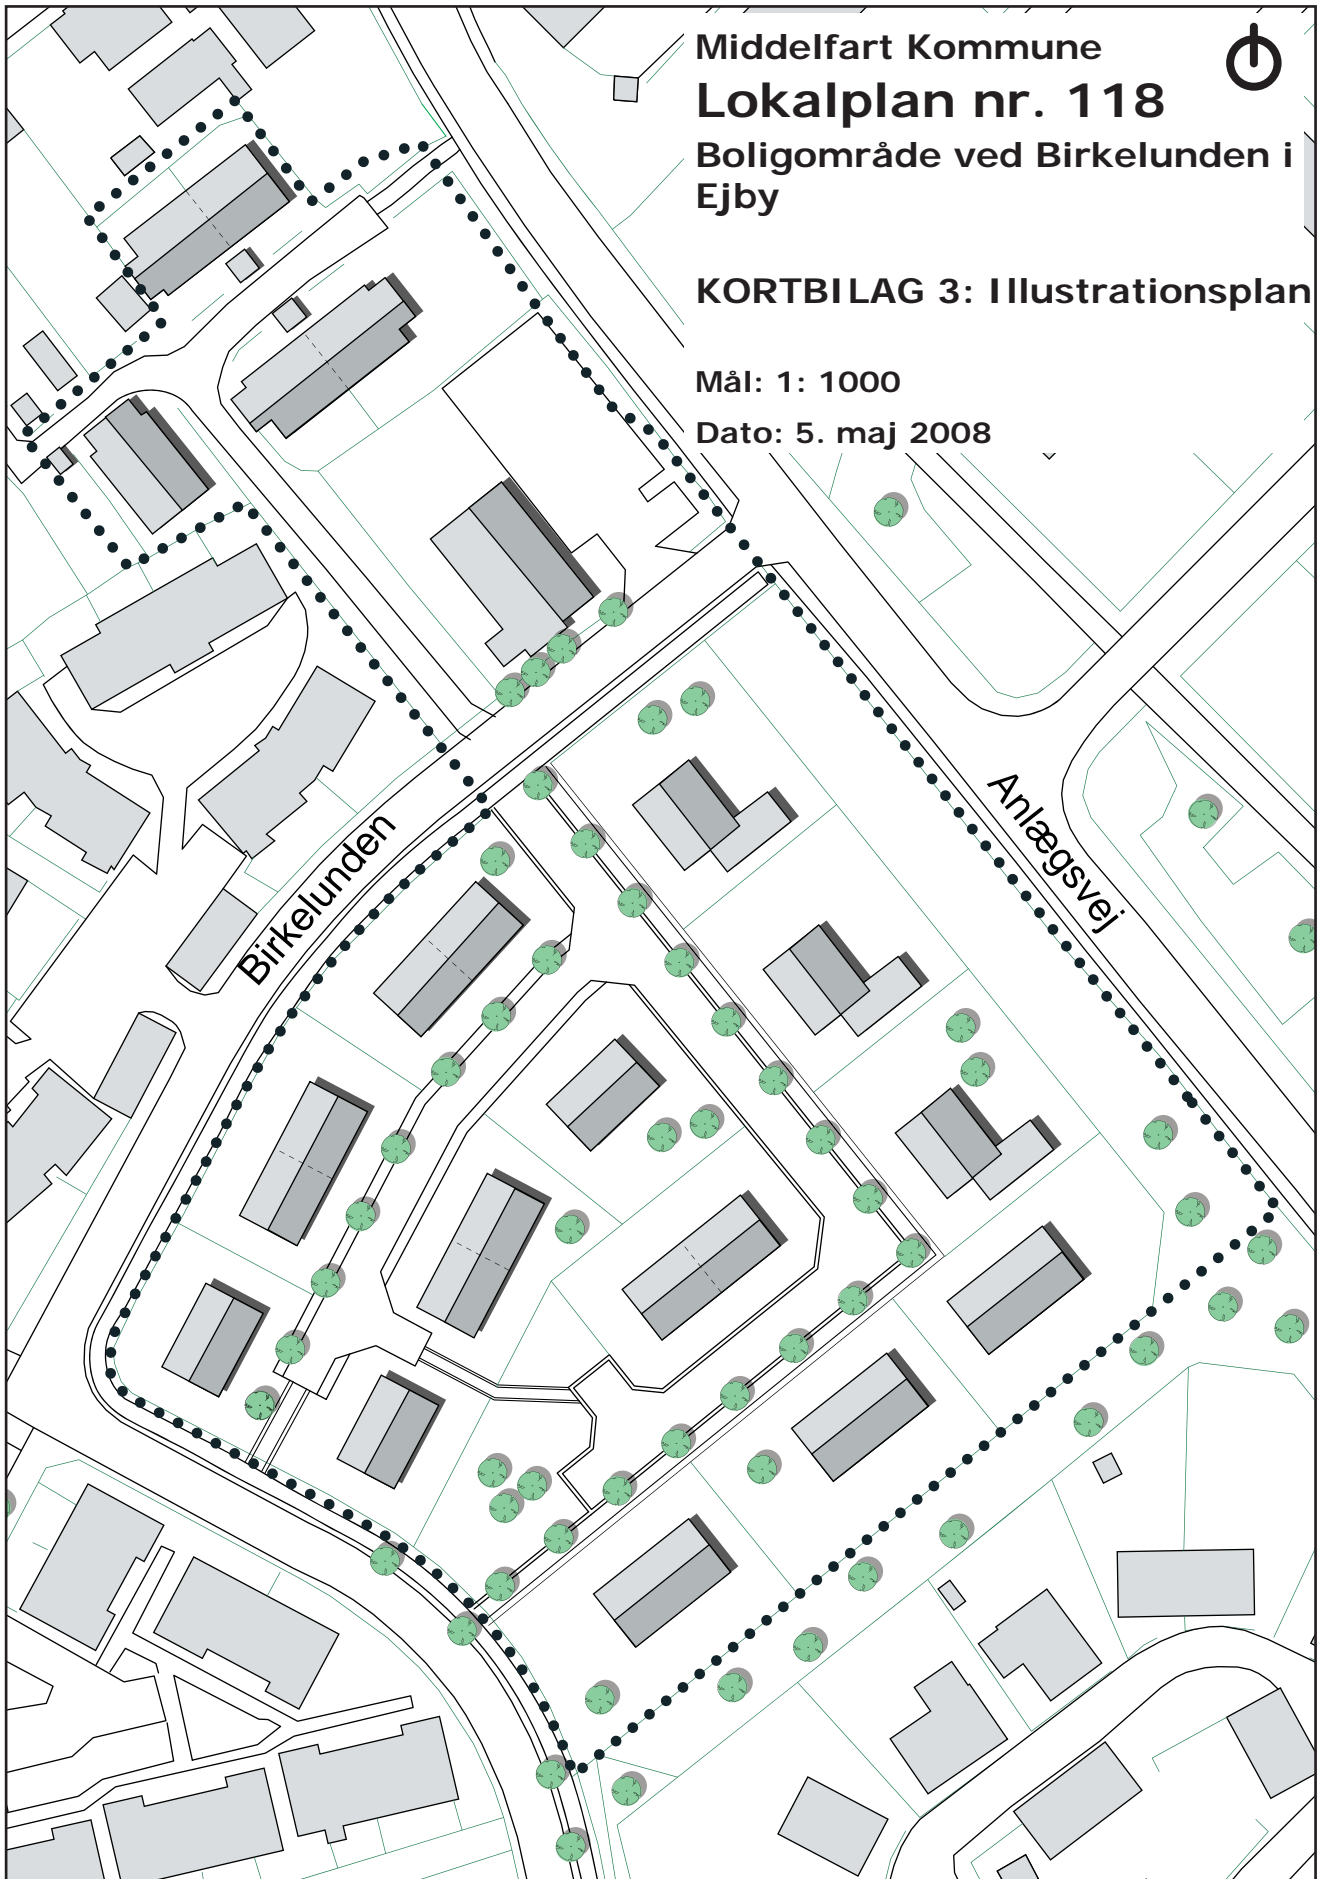 Middelfart Kommune
Lokalplan nr. 118
Boligområde ved Birkelunden i
Ejby
KORTBILAG 3: Illustrationsplan
Mål: 1: 1000
Dato: 5. maj 2008
Anlægsvej
Birkelunden